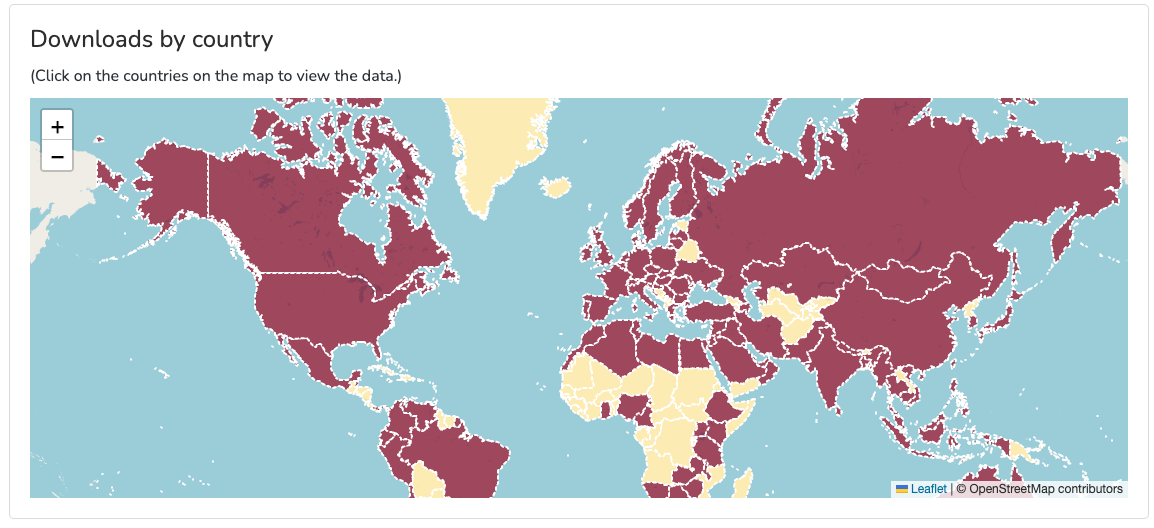 Downloads by country
(Click on the countries on the map to view the data.)
+
−
Leaflet | © OpenStreetMap contributors